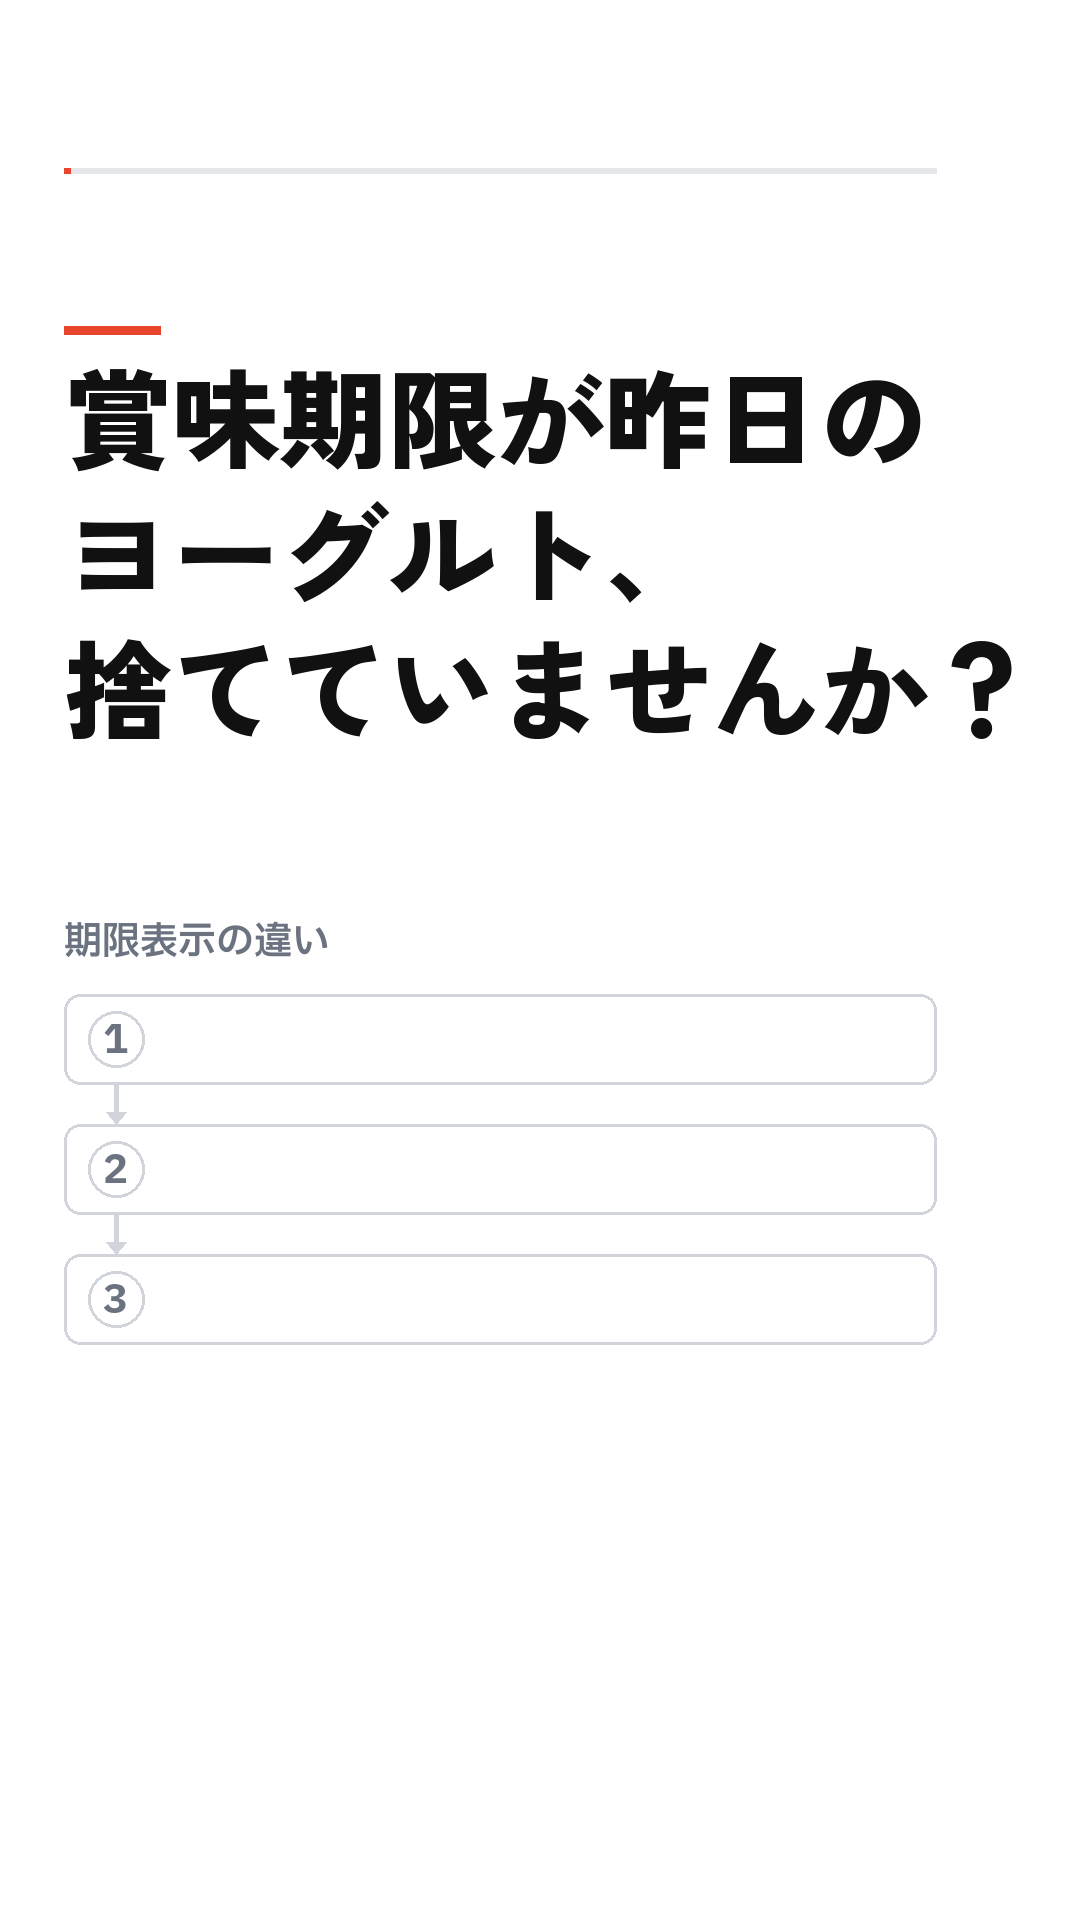 賞味期限が昨日の
ヨーグルト、
捨てていませんか？
期限表示の違い
1
2
3